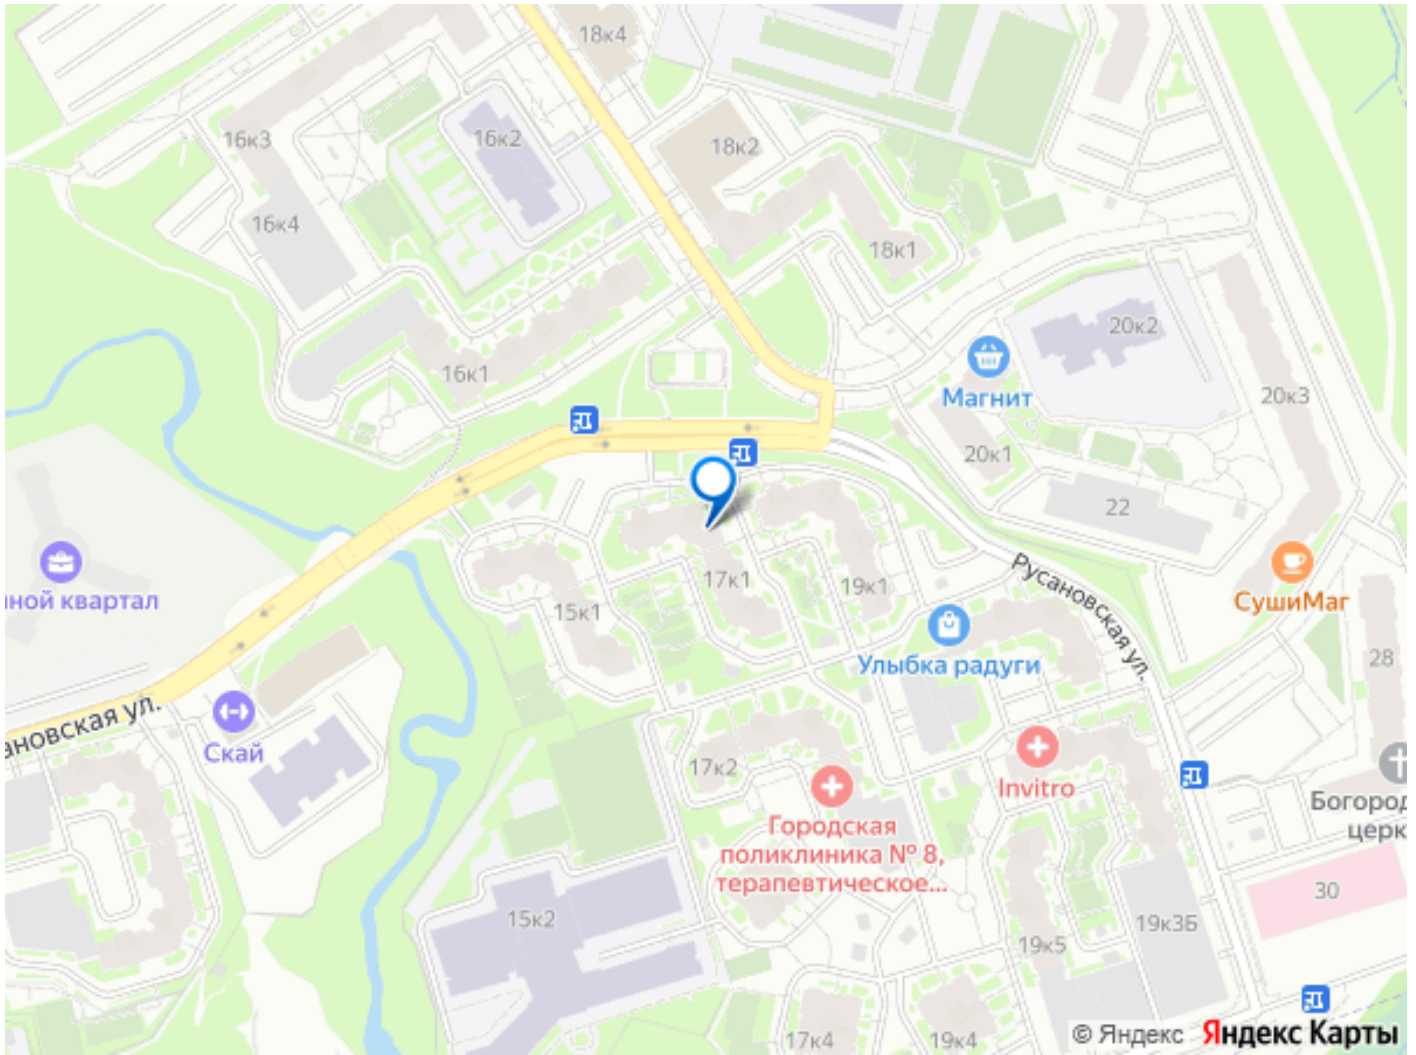 18к4
16к3
16к2
18к2
16к4
18к1
20к2
16к1
Магнит
20к3
20к1
22
Русановская ул.
ной квартал
17к1
19к1
15к1
СушиМаг
Улыбка радуги
28
ановская ул.
Скай
17к2
Invitro
Городская
поликлиника № 8,
терапевтическое...
Богород
церк
30
15к2
19к3Б
19к5
17к4
19к4
© Яндекс Яндекс Карты